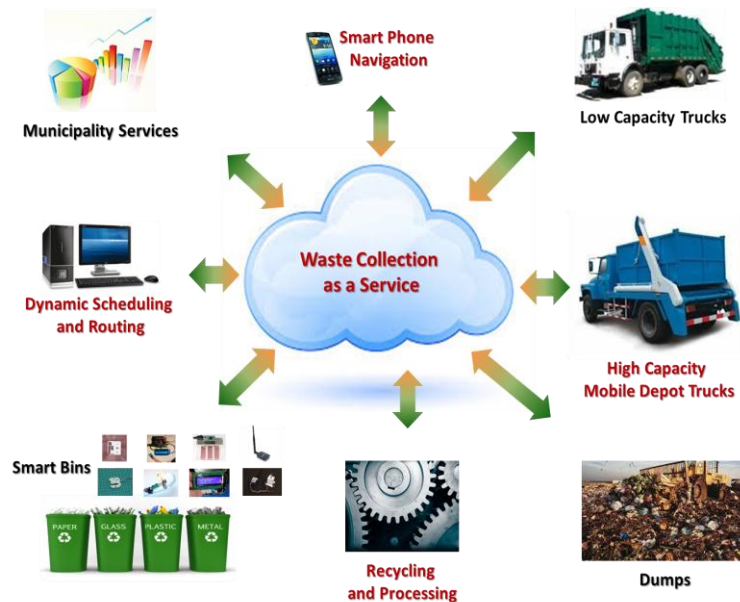 Smart Phone
Navigation
Municipality Services
Low Capacity Trucks
Waste Collection
as a Service
Dynamic Scheduling
and Routing
High Capacity
Mobile Depot Trucks
Smart Bins
PAPER
GLASS
PLASTIC
METAL
Recycling
and Processing
Dumps